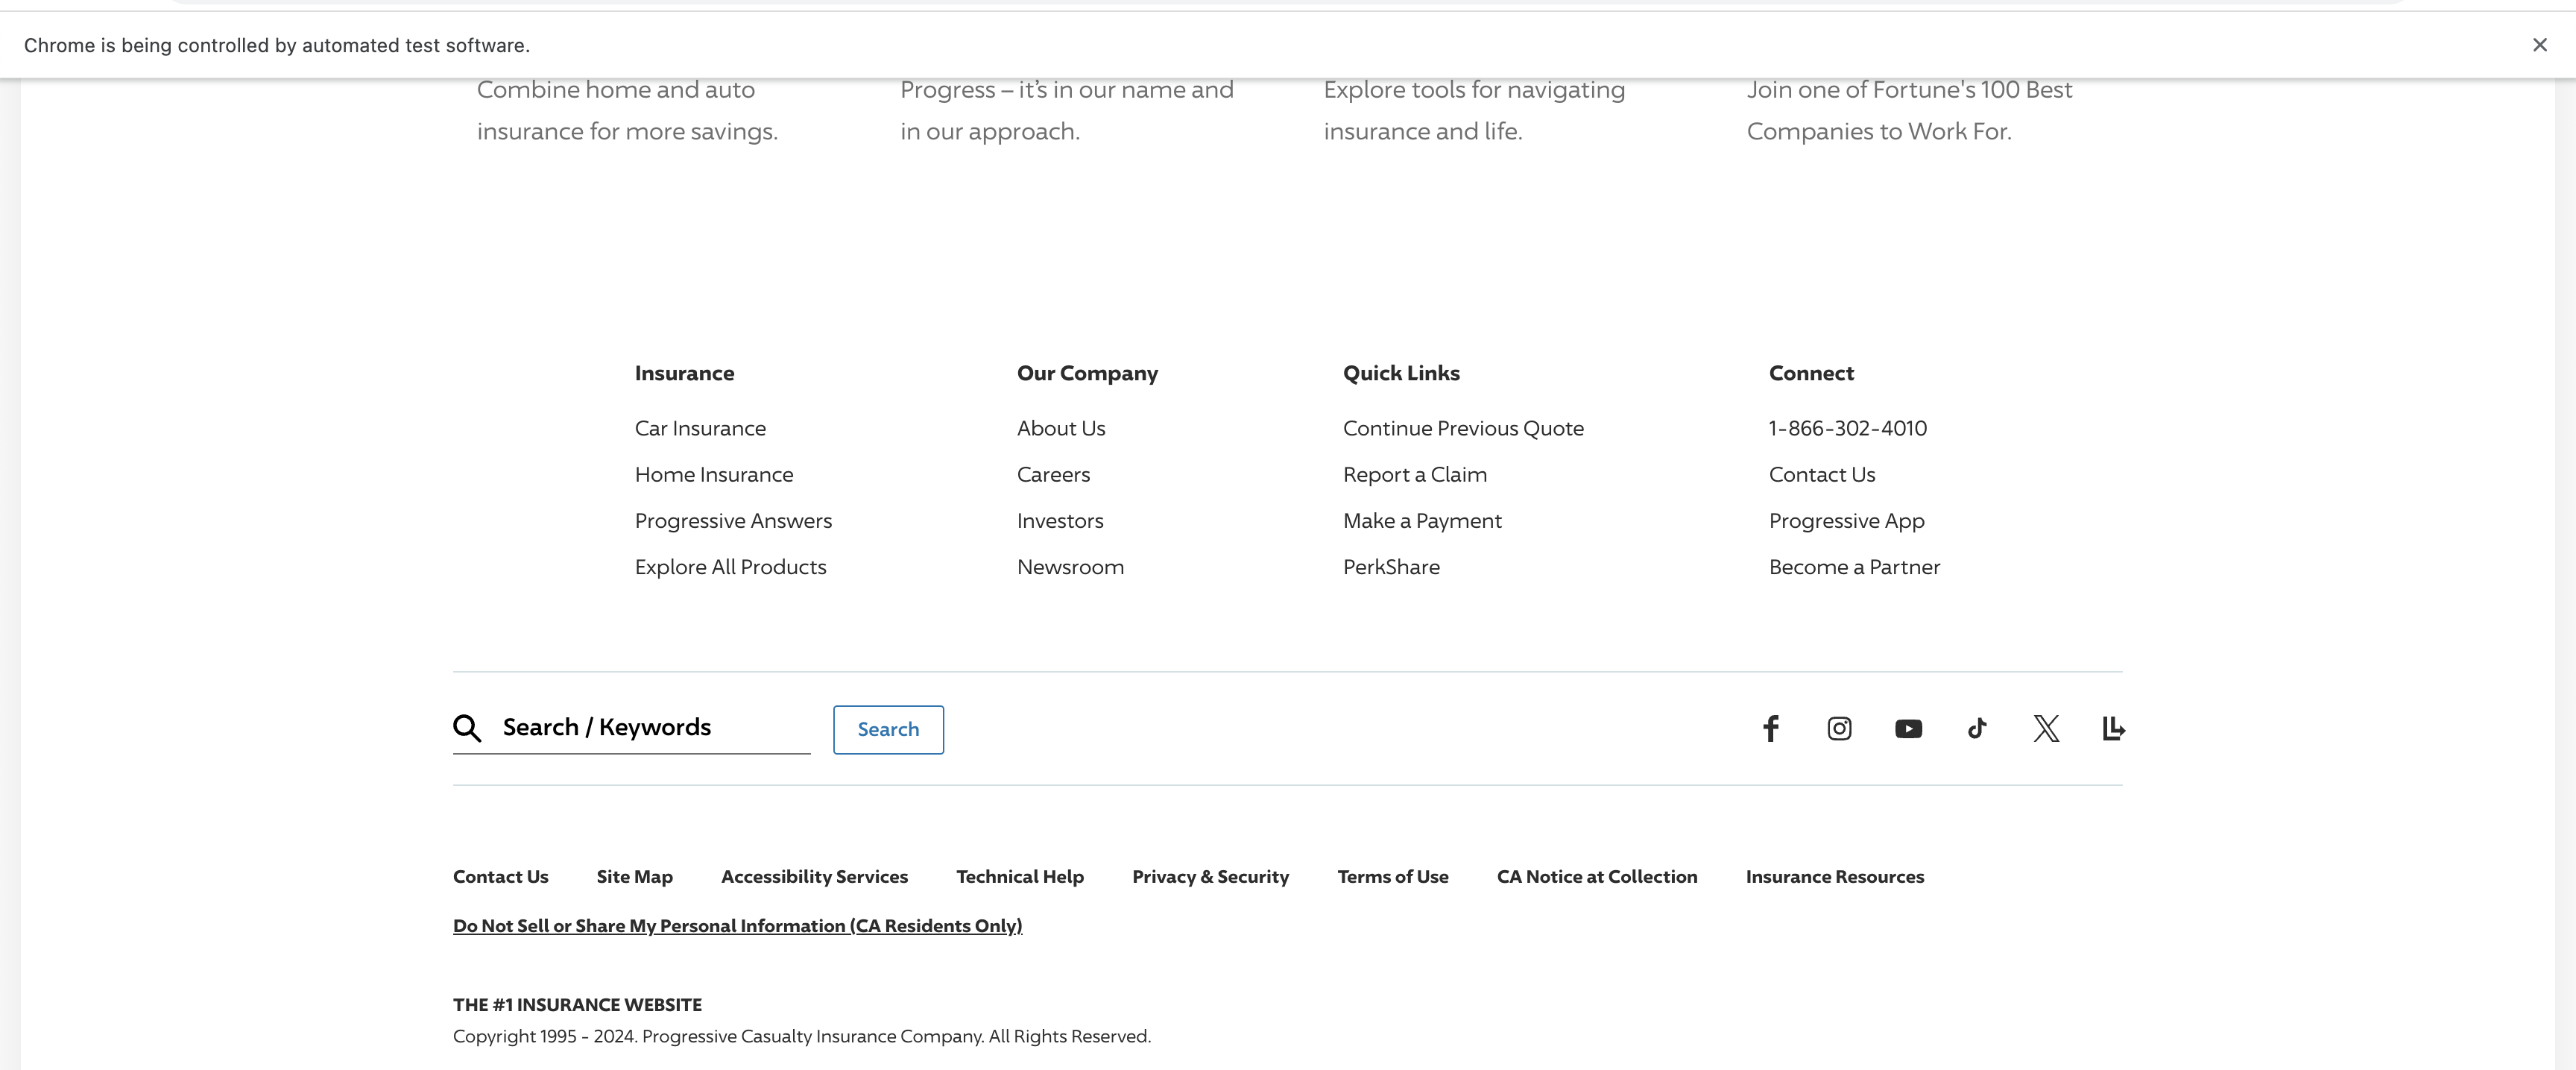 Chrome is being controlled by automated test software.
Combine home and auto
insurance for more savings.
Progress – it's in our name and
in our approach.
Explore tools for navigating
insurance and life.
Join one of Fortune's 100 Best
Companies to Work For.
Insurance
Car Insurance
Home Insurance
Progressive Answers
Explore All Products
Our Company
About Us
Careers
Investors
Newsroom
Quick Links
Continue Previous Quote
Report a Claim
Make a Payment
PerkShare
Connect
1-866-302-4010
Contact Us
Progressive App
Become a Partner
Search / Keywords
Search
Contact Us
Site Map
Accessibility Services
Technical Help
Privacy & Security
Terms of Use
CA Notice at Collection
Insurance Resources
Do Not Sell or Share My Personal Information (CA Residents Only)
THE #1 INSURANCE WEBSITE
Copyright 1995 - 2024. Progressive Casualty Insurance Company. All Rights Reserved.